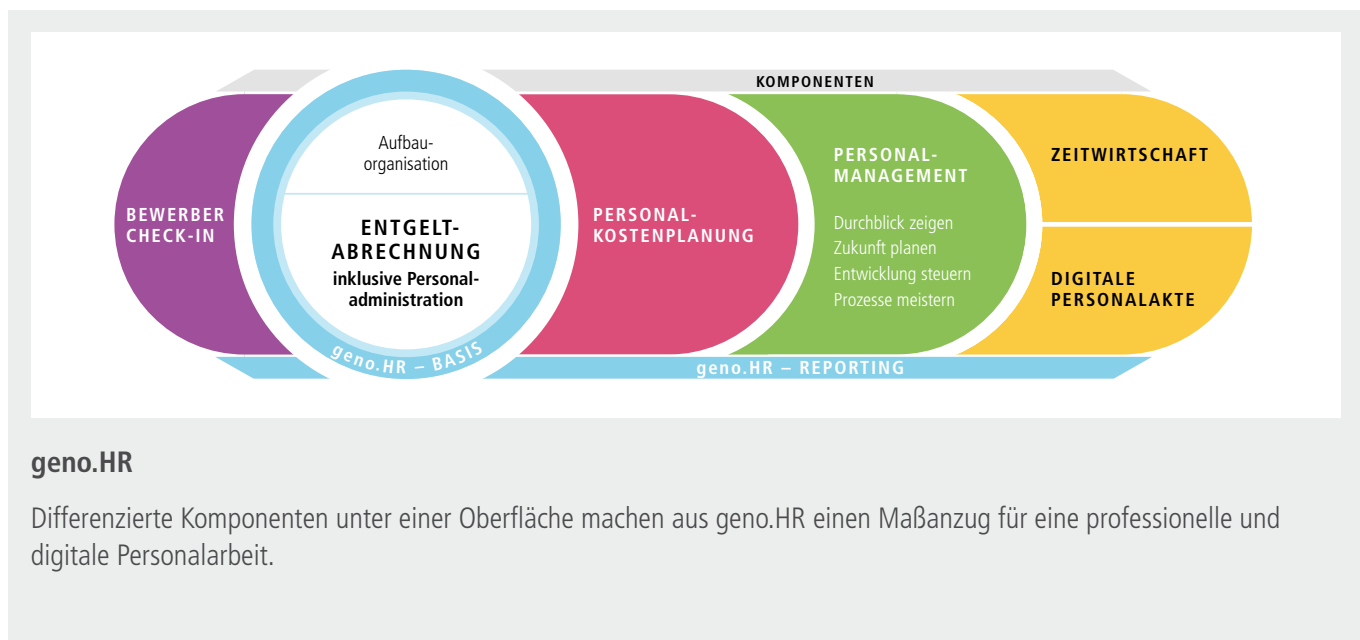 KOMPONENTEN
BEWERBER
CHECK-IN
Aufbau-
organisation
ENTGELT-
ABRECHNUNG
inklusive Personal-
administration
geno.HR – BASIS
PERSONAL-
KOSTENPLANUNG
PERSONAL-
MANAGEMENT
Durchblick zeigen
Zukunft planen
Entwicklung steuern
Prozesse meistern
ZEITWIRTSCHAFT
DIGITALE
PERSONALAKTE
geno.HR – REPORTING
geno.HR
Differenzierte Komponenten unter einer Oberfläche machen aus geno.HR einen Maßanzug für eine professionelle und
digitale Personalarbeit.